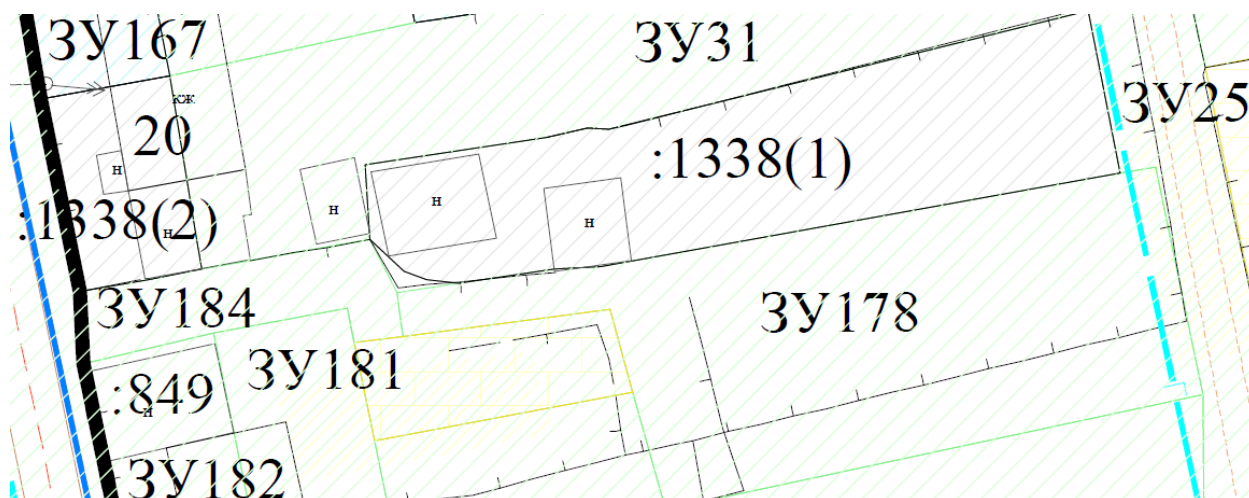 ЗУ167
ЗУ31
кж
ЗУ25
20
:1338(1)
н
н
н
н
:1338(2)
н
ЗУ184
ЗУ178
ЗУ181
:849
н
ЗУ182